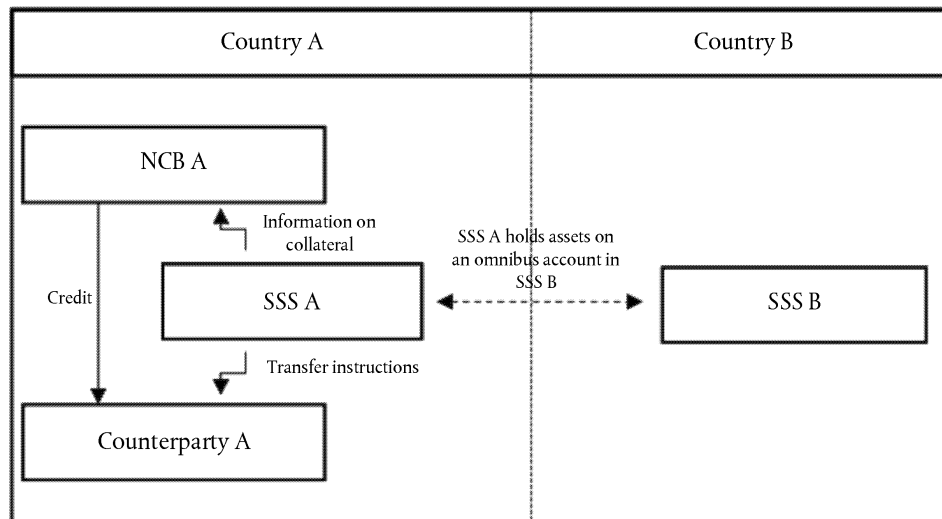 Country A
Country B
NCB A
Information on
collateral
SSS A holds assets on
an omnibus account in
SSS B
Credit
SSS A
SSS B
Transfer instructions
Counterparty A